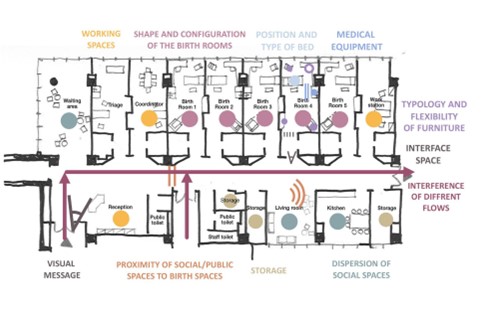 WORKING
SPACES
SHAPE AND CONFIGURATION
OF THE BIRTH ROOMS
POSITION AND
TYPE OF BED
MEDICAL
EQUIPMENT
Waiting
area
Triage
Coordinator
Birth
Room 1
Birth
Room 2
Birth
Room 3
Birth
Room 4
Birth
Room 5
Work
station
TYPOLOGY AND
FLEXIBILITY
OF FURNITURE
INTERFACE
SPACE
INTERFERENCE
OF DIFFRENT
FLOWS
Reception
Public
toilet
Storage
Public
toilet
Staff toilet
Storage
Living room
Kitchen
Storage
VISUAL
MESSAGE
PROXIMITY OF SOCIAL/PUBLIC
SPACES TO BIRTH SPACES
STORAGE
DISPERSION OF
SOCIAL SPACES